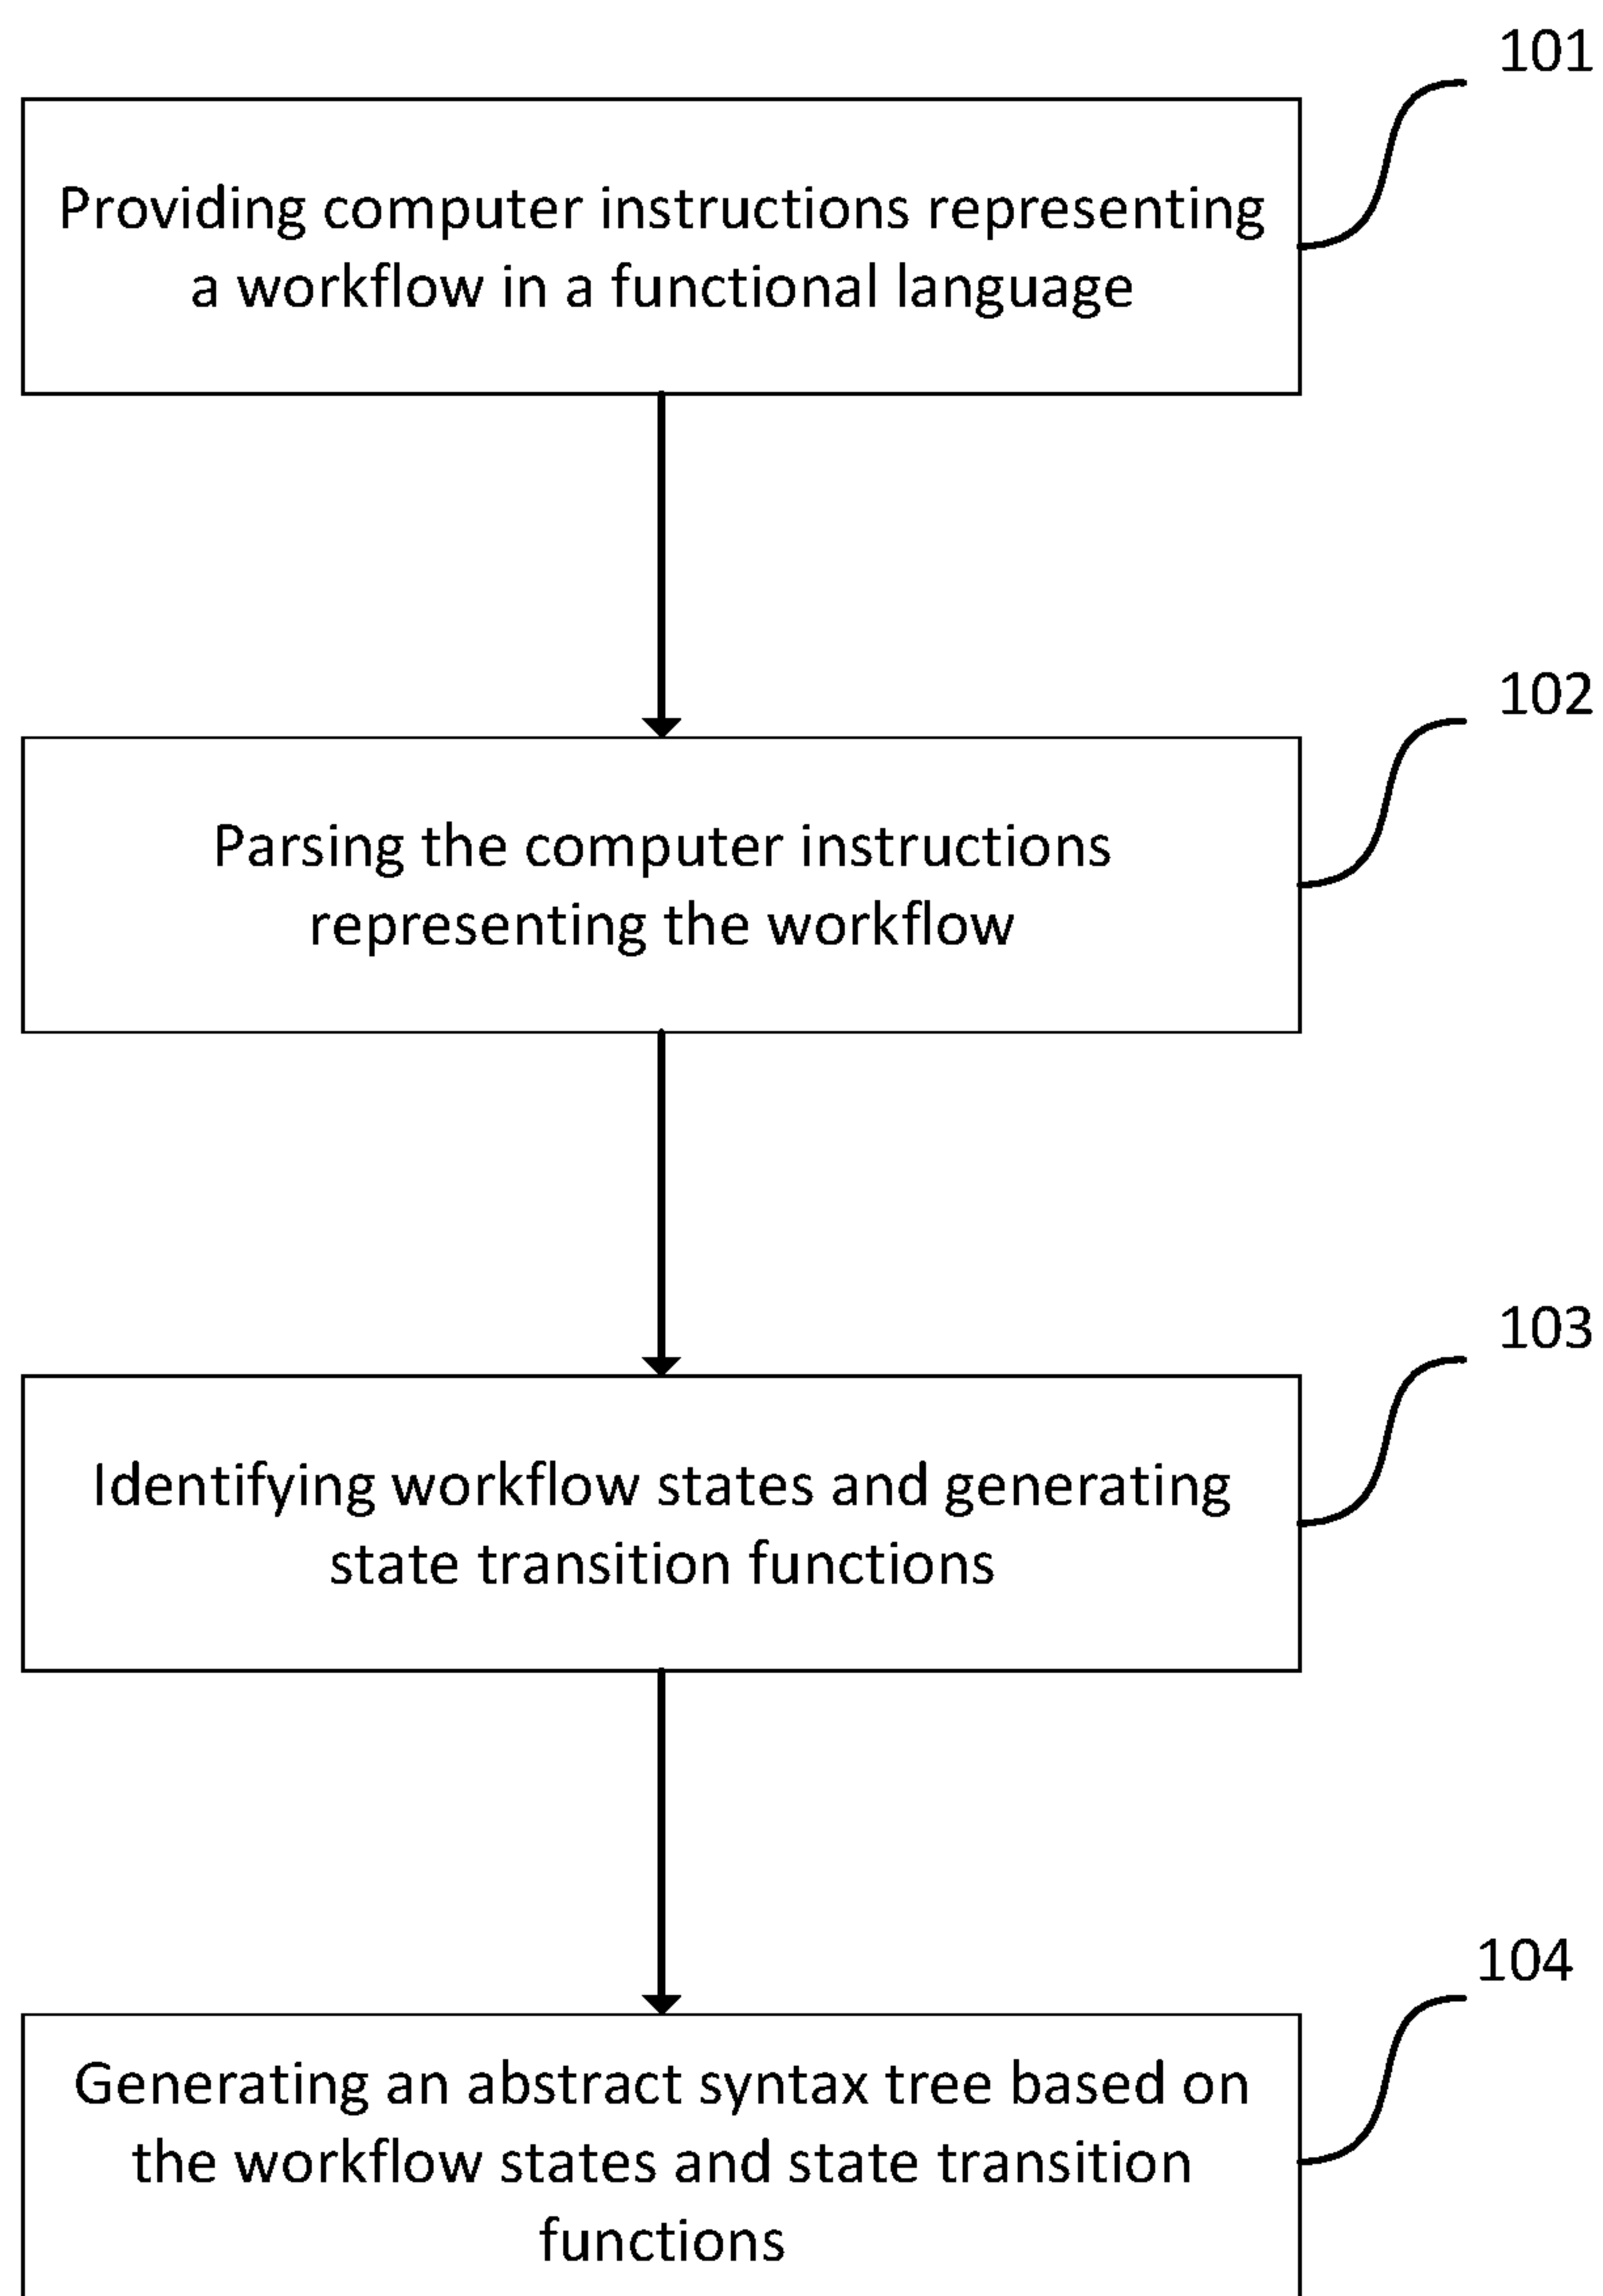 101
Providing computer instructions representing
a workflow in a functional language
102
Parsing the computer instructions
representing the workflow
103
Identifying workflow states and generating
state transition functions
104
Generating an abstract syntax tree based on
the workflow states and state transition
functions